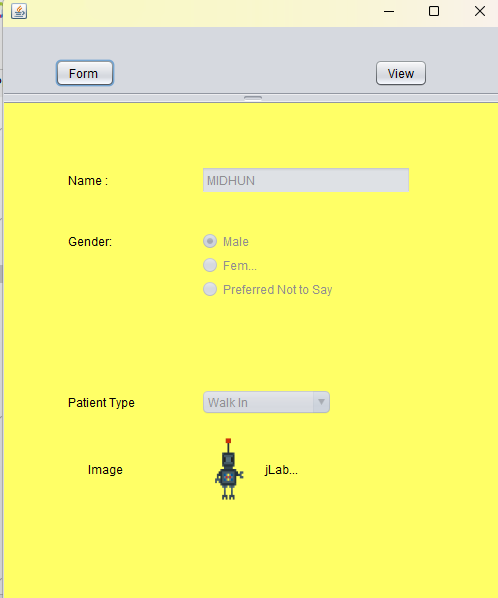 Form View
Name : MIDHUN
Gender: Male
Fem...
Preferred Not to Say
Patient Type Walk In
Image jLab...